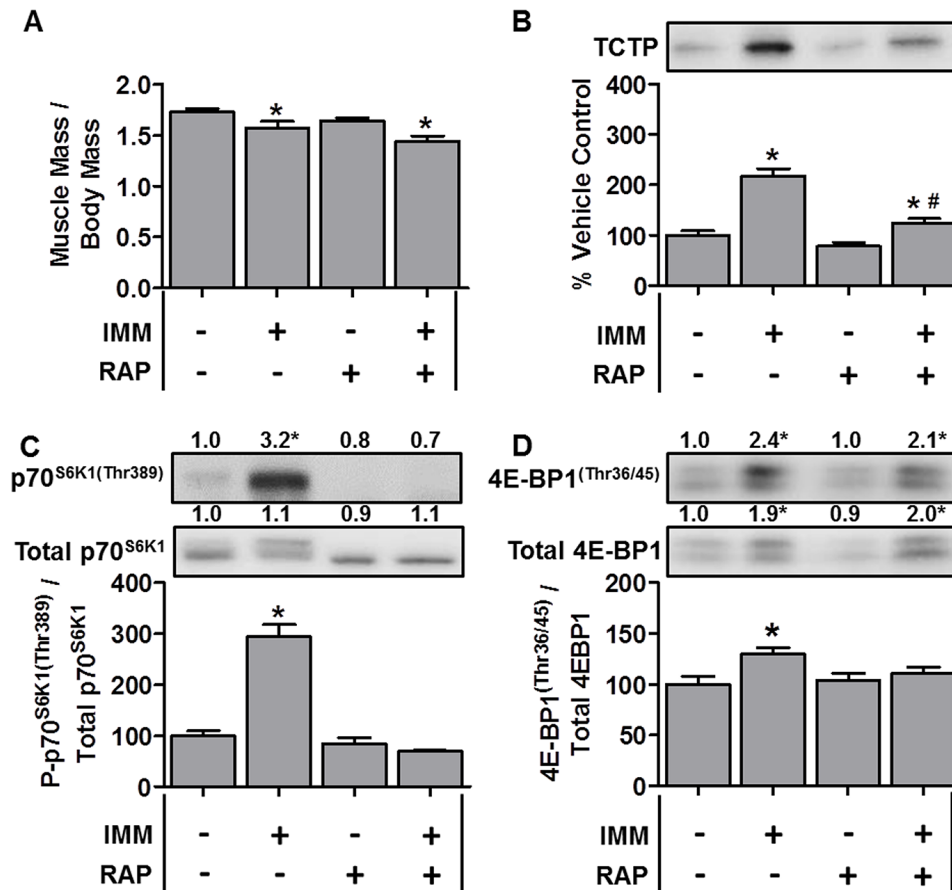 A
Muscle Mass /
Body Mass
2.0
1.5
1.0
0.5
0.0
* *
IMM - + - +
RAP - - + +
B
TCTP
% Vehicle Control
400
300
200
100
0
* * #
IMM - + - +
RAP - - + +
C
1.0 3.2* 0.8 0.7
p70S6K1(Thr389)
1.0 1.1 0.9 1.1
Total p70S6K1
P-p70S6K1(Thr389) /
Total p70S6K1
400
300
200
100
0
*
IMM - + - +
RAP - - + +
D
1.0 2.4* 1.0 2.1*
4E-BP1(Thr36/45)
1.0 1.9* 0.9 2.0*
Total 4E-BP1
4E-BP1(Thr36/45) /
Total 4EBP1
200
150
100
50
0
*
IMM - + - +
RAP - - + +